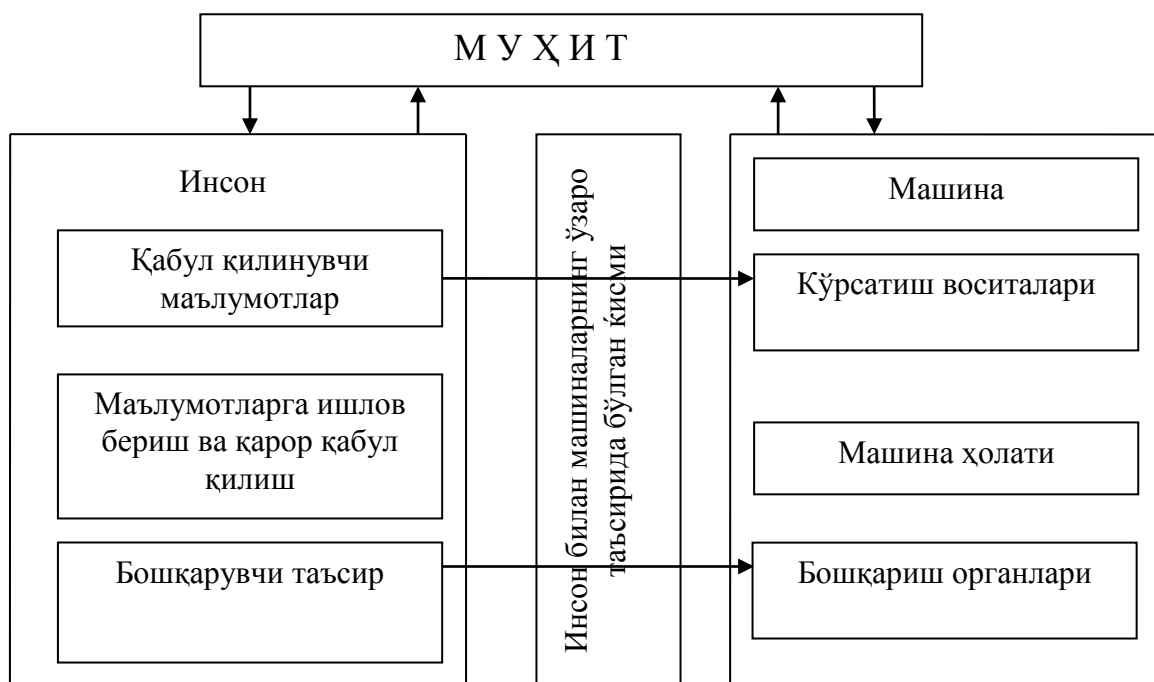 М У Ҳ И Т
Инсон
Қабул қилинувчи
маълумотлар
Маълумотларга ишлов
бериш ва қарор қабул
қилиш
Бошқарувчи таъсир
Инсон билан машиналарнинг ўзаро
таъсирида бўлган ќисми
Машина
Кўрсатиш воситалари
Машина ҳолати
Бошқариш органлари